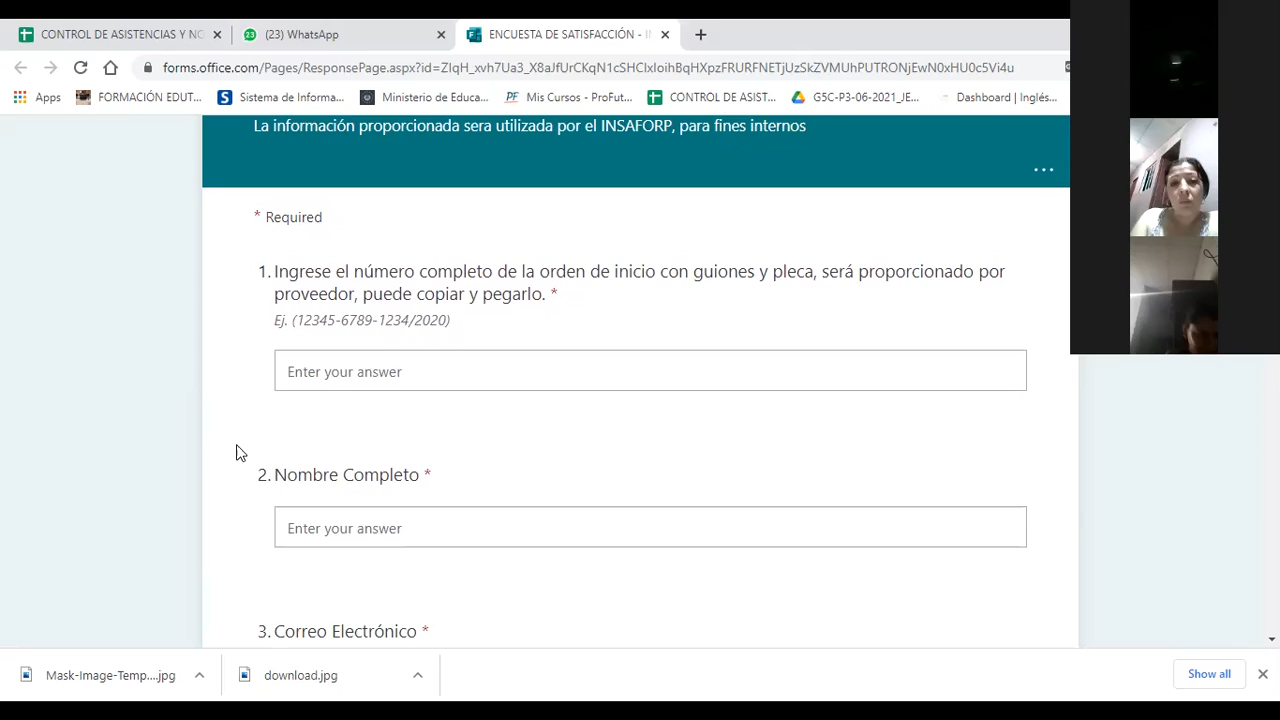 CONTROL DE ASISTENCIAS Y NO
(23) WhatsApp
ENCUESTA DE SATISFACCIÓN - I
forms.office.com/Pages/ResponsePage.aspx?id=ZIqH_vJh7Ua3_X8aJfUrCKqN1cSHCIxIoihBqHXpzFRURFNETjUzSkZVMUhPUTRONjEwN0xHU0c5Vi4u
Apps
FORMACIÓN EDUT...
Sistema de Informa...
Ministerio de Educa...
PF Mis Cursos - ProFut...
CONTROL DE ASIST...
G5C-P3-06-2021_JE...
Dashboard | Inglés...
La información proporcionada sera utilizada por el INSAFORP, para fines internos
...
* Required
1. Ingrese el número completo de la orden de inicio con guiones y pleca, será proporcionado por
proveedor, puede copiar y pegarlo. *
Ej. (12345-6789-1234/2020)
Enter your answer
2. Nombre Completo *
Enter your answer
3. Correo Electrónico *
Mask-Image-Temp....jpg
download.jpg
Show all